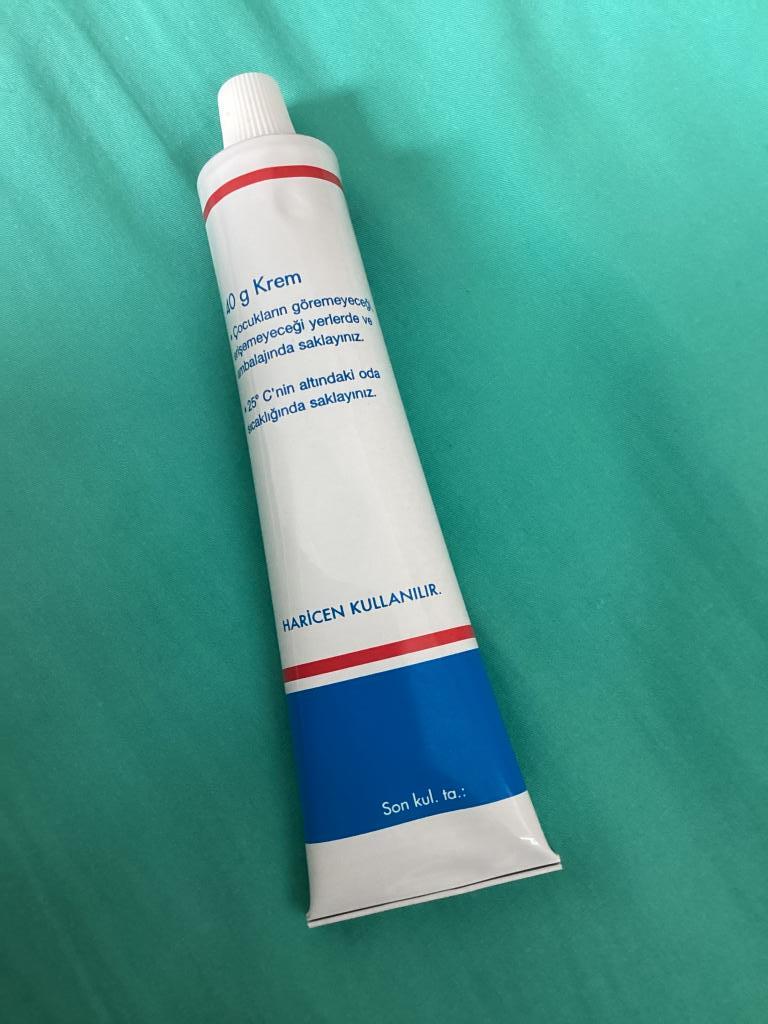 40 g Krem
• Çocukların göremeyeceği,
erişemeyeceği yerlerde ve
ambalajında saklayınız.
• 25° C'nin altındaki oda
sıcaklığında saklayınız.
HARİCEN KULLANILIR.
Son kul. ta.: